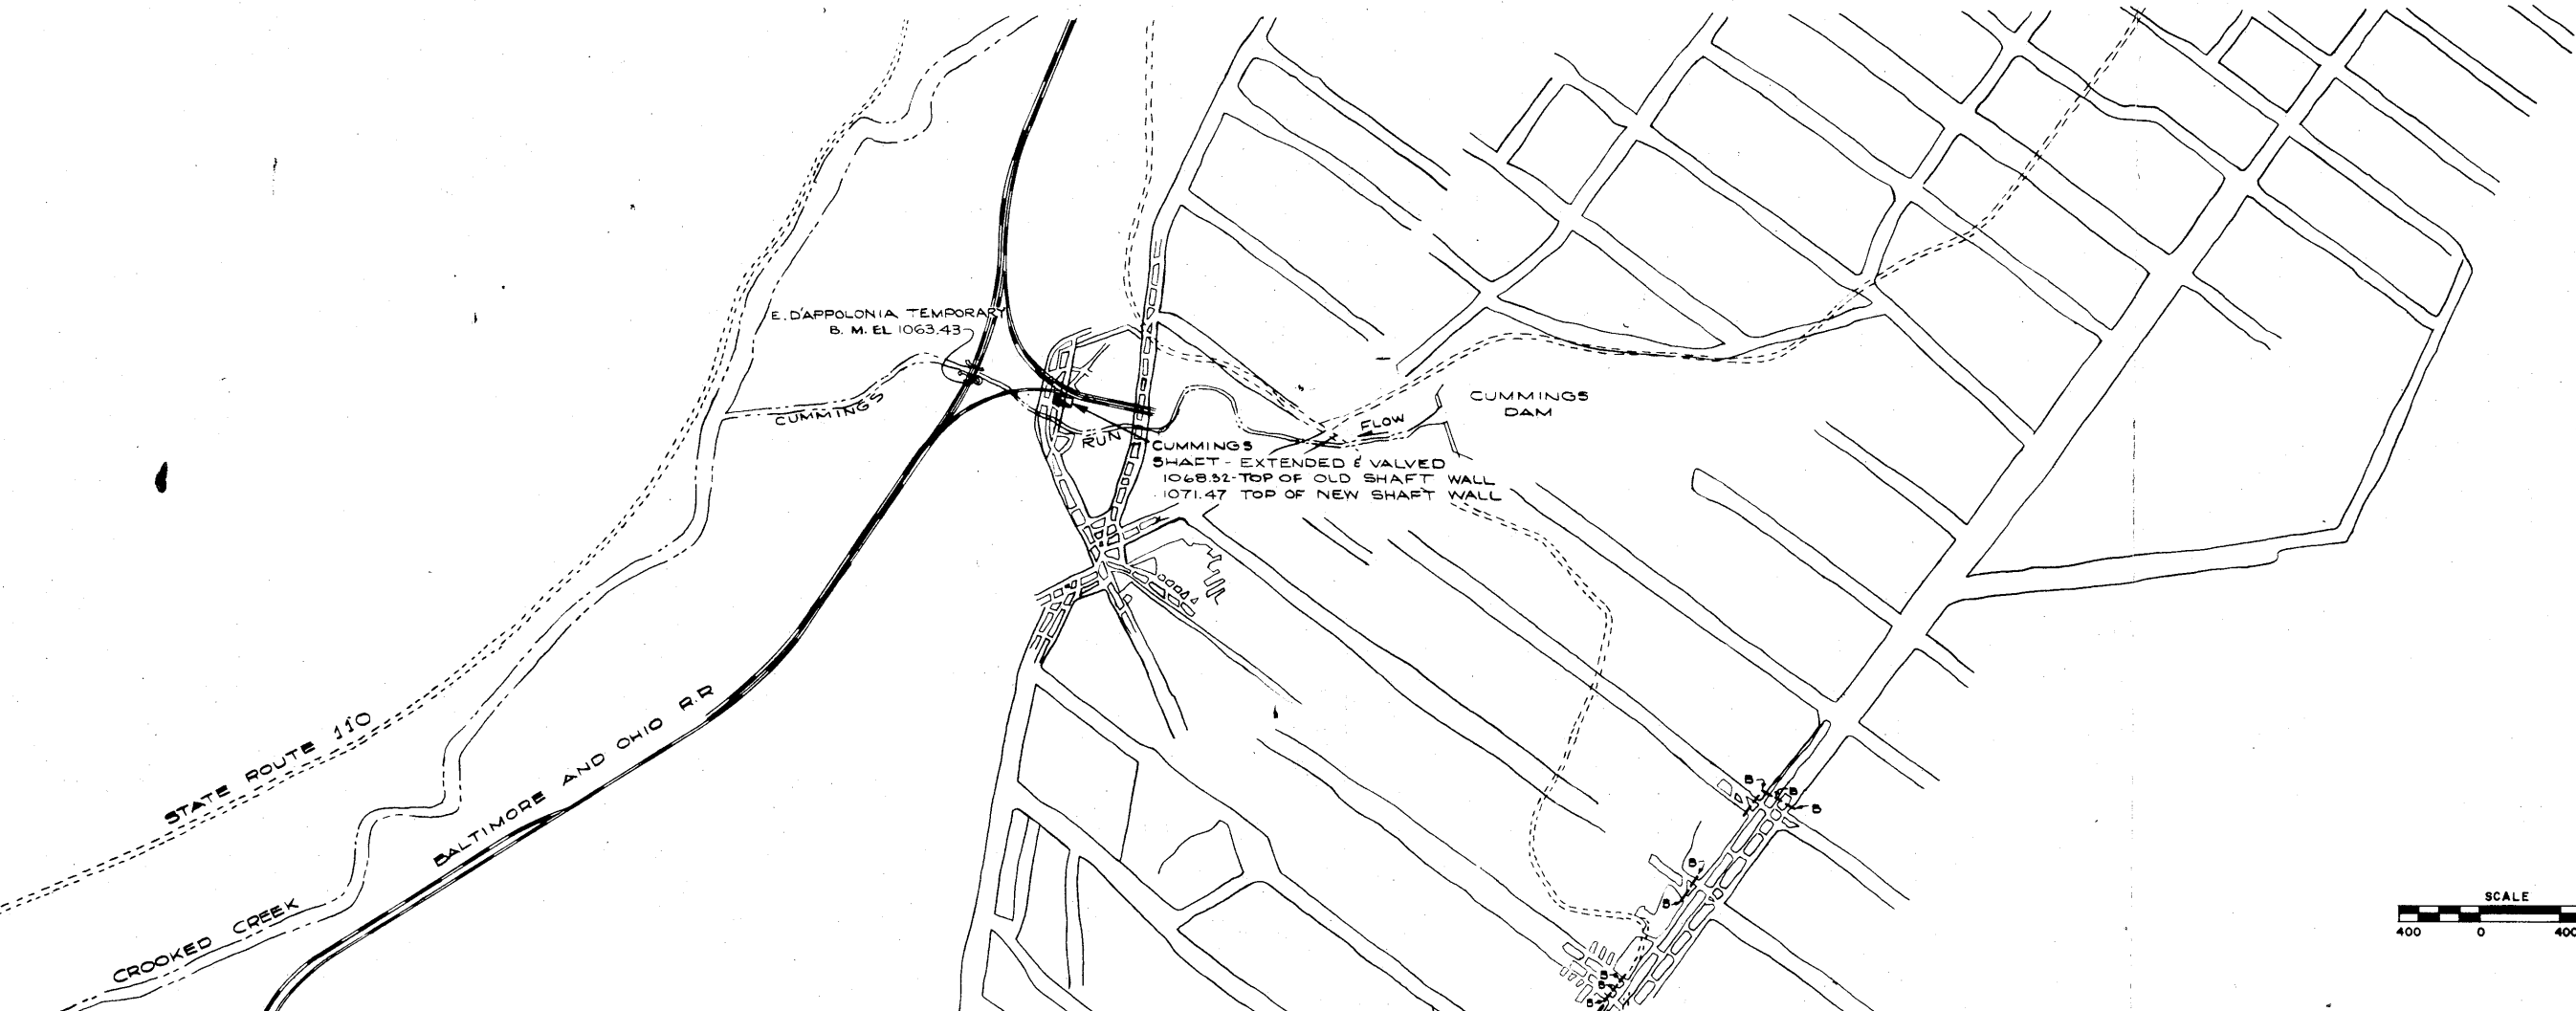 E. D'APPOLONIA TEMPORARY
B. M. EL 1063.43
CUMMINGS
RUN
FLOW
CUMMINGS
DAM
CUMMINGS
SHAFT - EXTENDED & VALVED
1068.52 - TOP OF OLD SHAFT WALL
1071.47 TOP OF NEW SHAFT WALL
STATE ROUTE 110
BALTIMORE AND OHIO R.R
CROOKED CREEK
B
B
B
B
B
B
B
B
SCALE
400 0 400